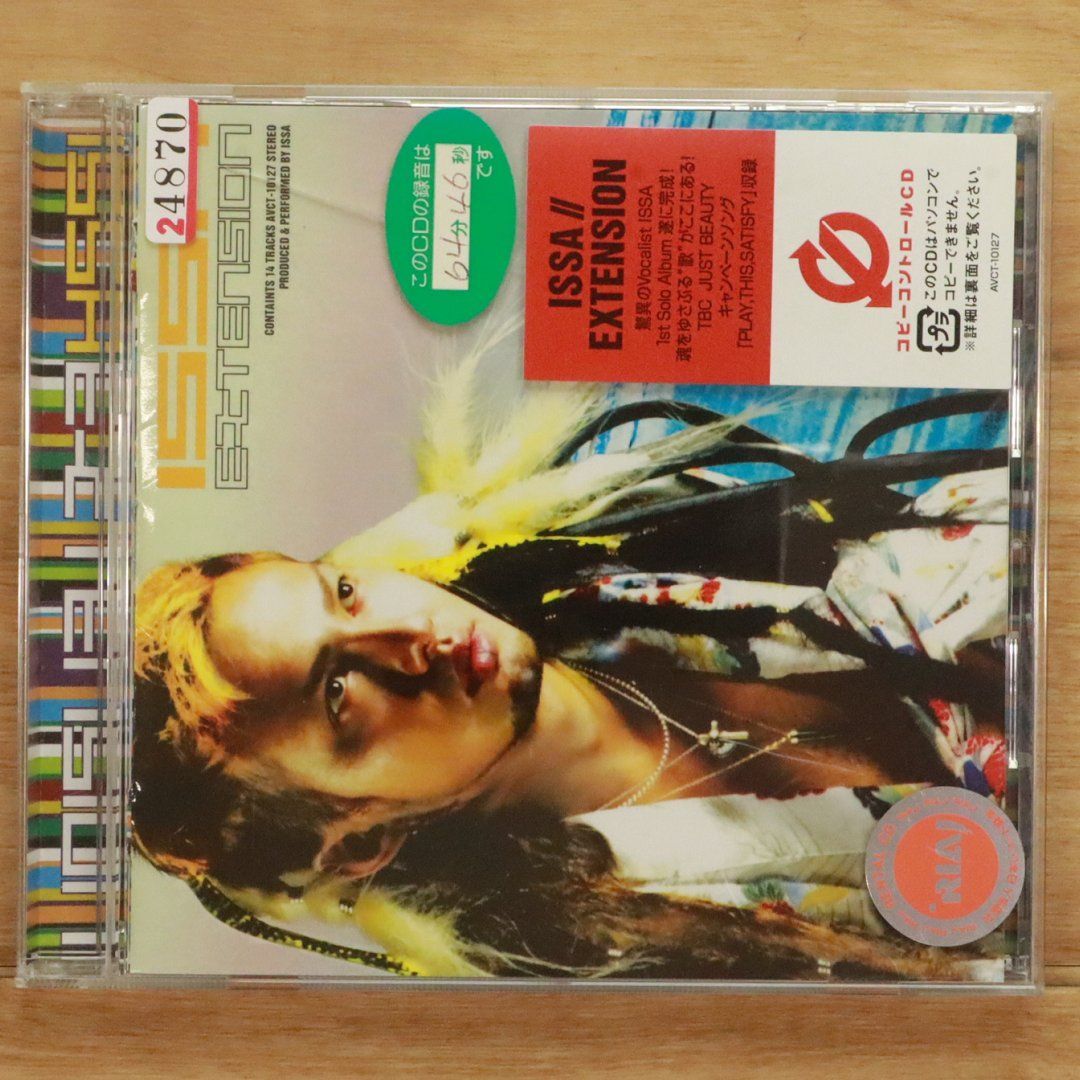 ISSA
EXTENSION
24870
ISSA
EXTENSION
CONTAINTS 14 TRACKS AVCT-10127 STEREO
PRODUCED & PERFORMED BY ISSA
このCDの録音は
64分46秒
です
ISSA //
EXTENSION
驚異のVocalist ISSA
1st Solo Album 遂に完成!
魂をゆさぶる“歌”がここにある!
TBC JUST BEAUTY
キャンペーンソング
「PLAY,THIS,SATISFY」収録
コピーコントロールCD
このCDはパソコンで
コピーできません。
※詳細は裏面をご覧ください。
AVCT-10127
RIAJ